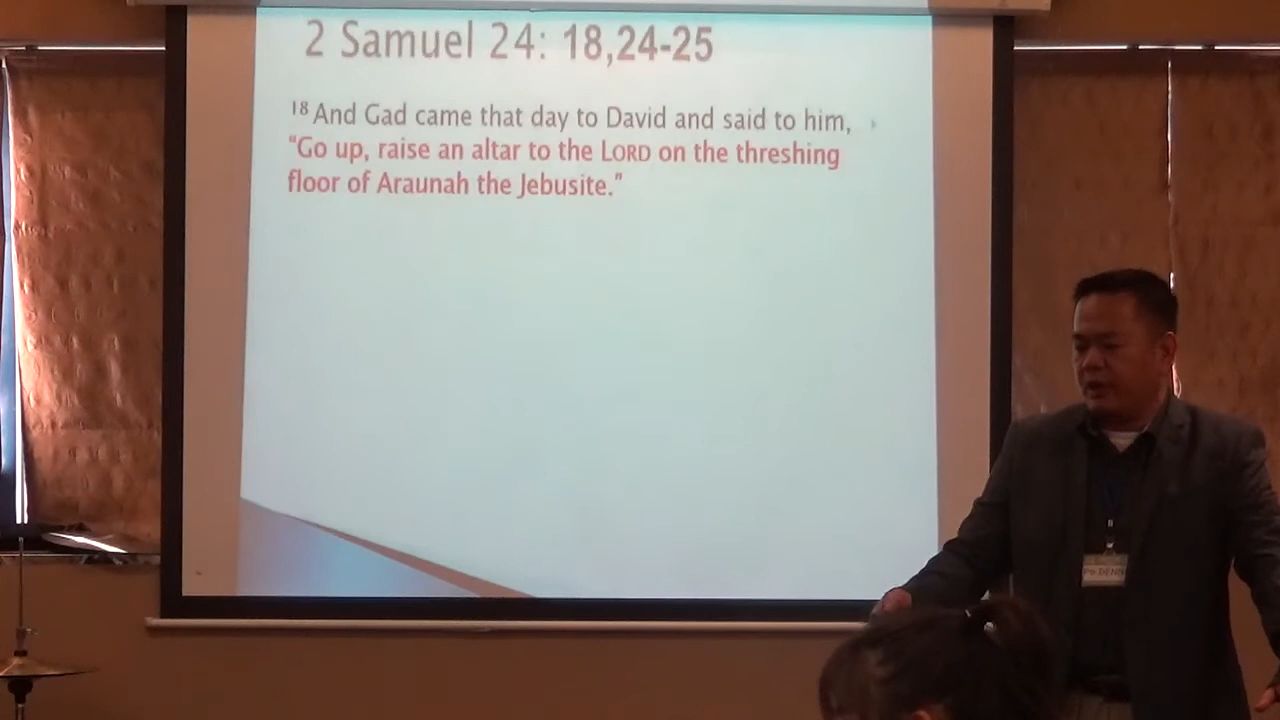 2 Samuel 24: 18,24-25
18 And Gad came that day to David and said to him,
"Go up, raise an altar to the LORD on the threshing
floor of Araunah the Jebusite."